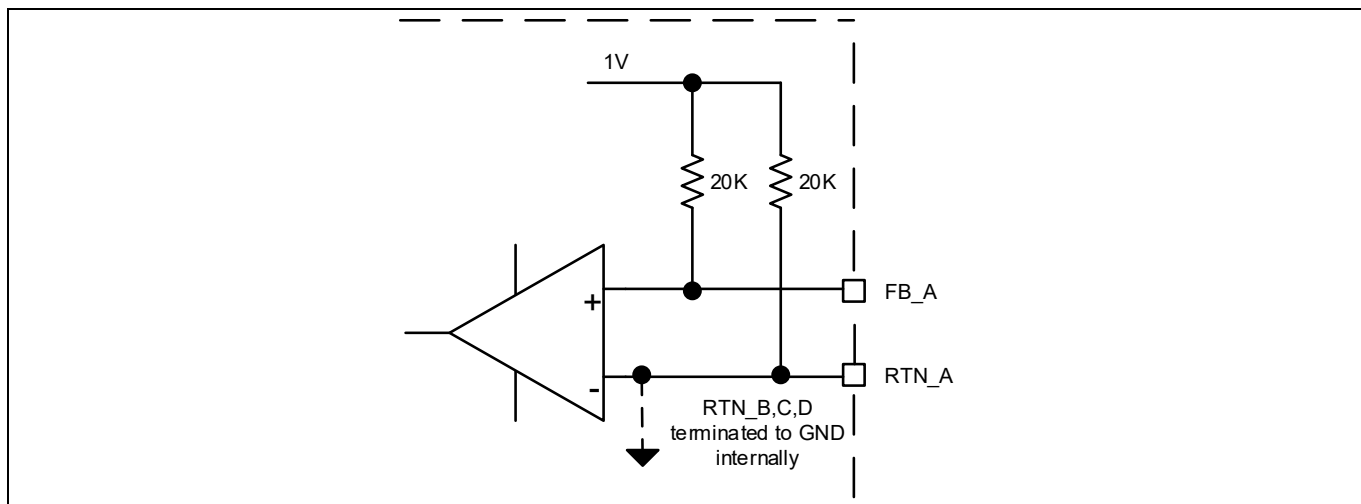 1V
20K
20K
+
FB_A
-
RTN_A
RTN_B,C,D
terminated to GND
internally